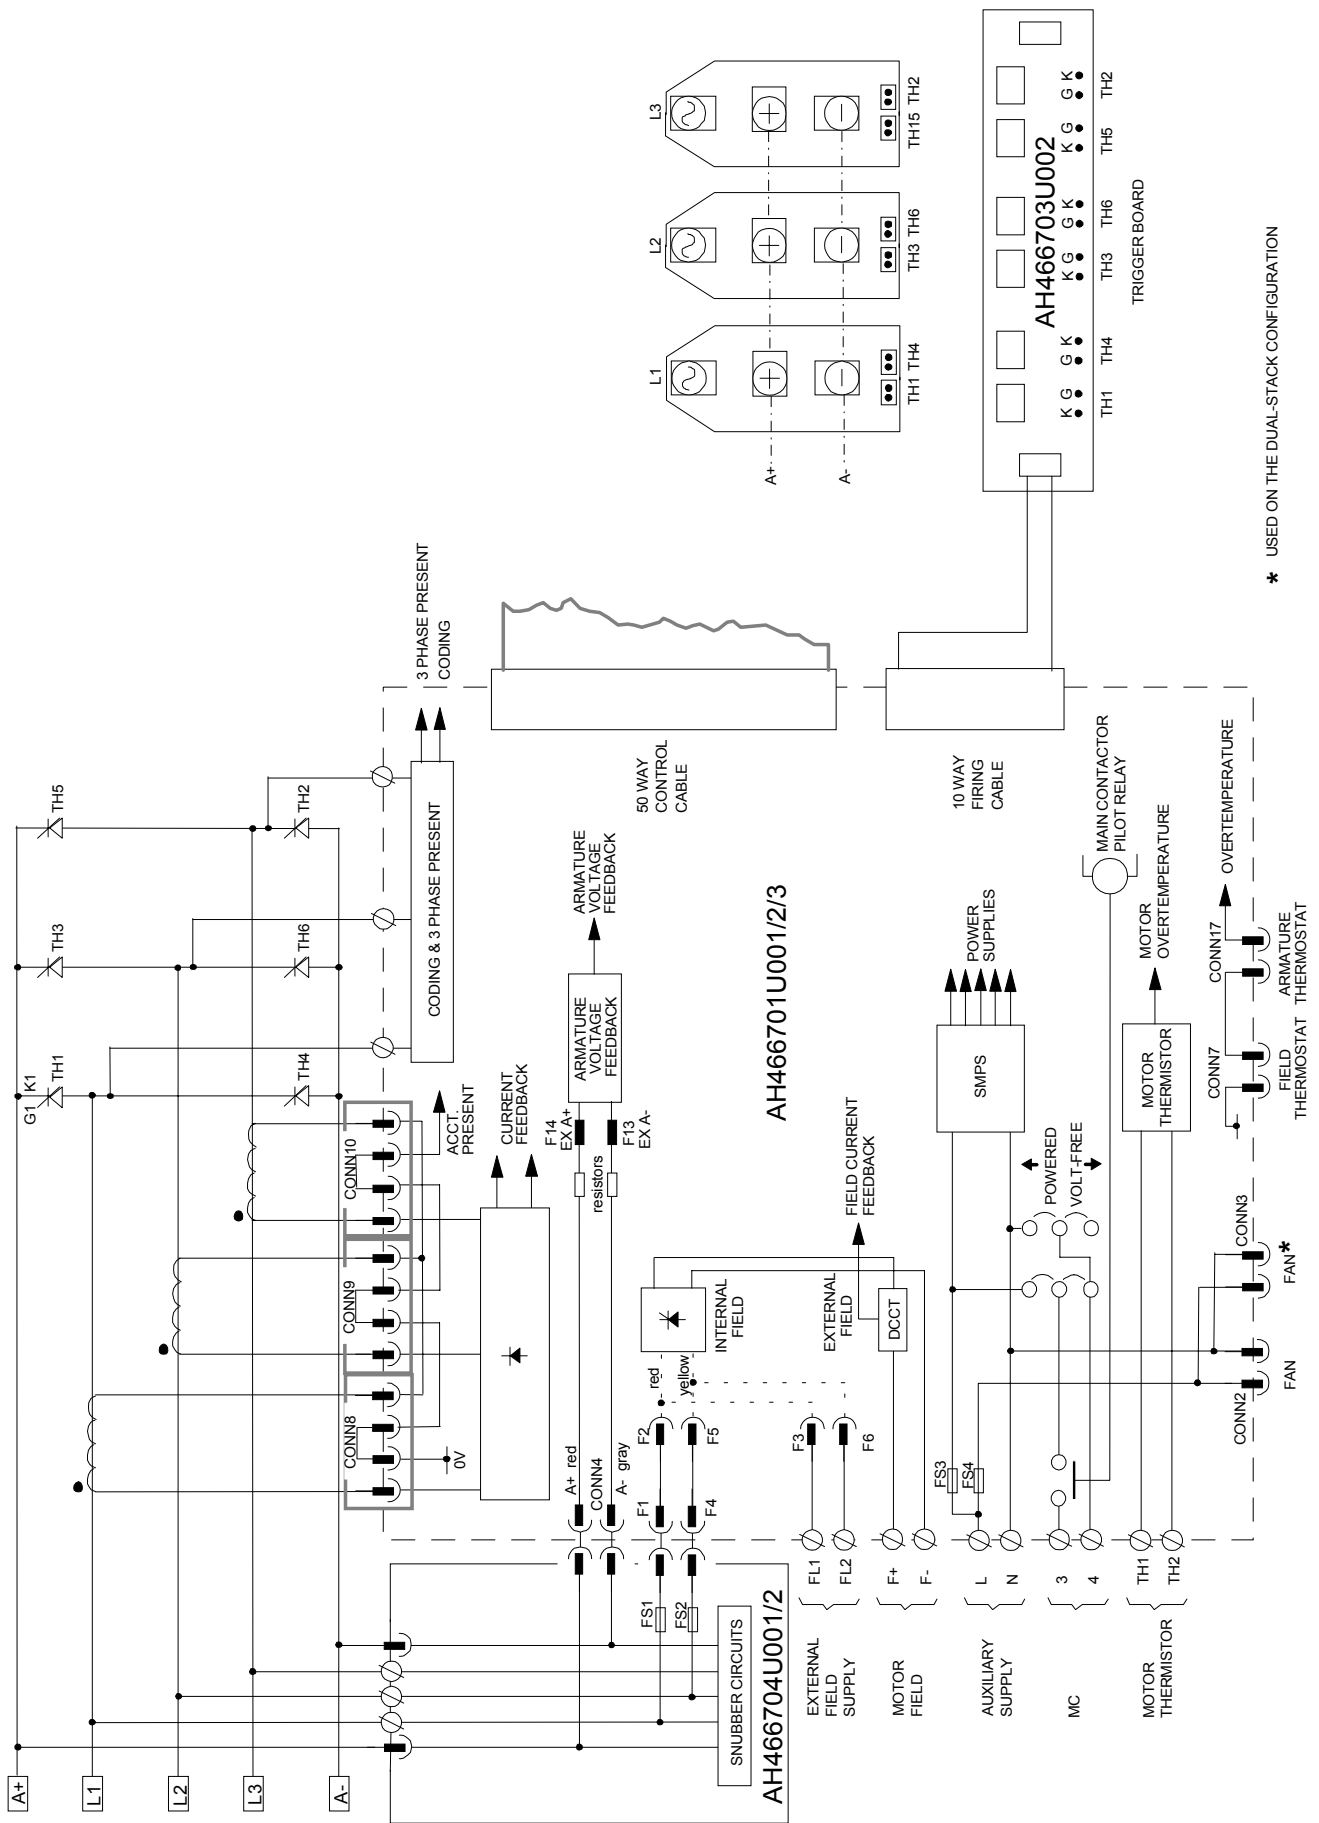 A+
L1
L2
L3
A-
G1 K1
TH1
TH3
TH5
TH4
TH6
TH2
CONN8
CONN9
CONN10
0V
ACCT.
PRESENT
CURRENT
FEEDBACK
CODING & 3 PHASE PRESENT
3 PHASE PRESENT
CODING
SNUBBER CIRCUITS
AH466704U001/2
FS1
FS2
A+ red
CONN4
A- gray
resistors
F14
EX A+
F13
EX A-
ARMATURE
VOLTAGE
FEEDBACK
ARMATURE
VOLTAGE
FEEDBACK
F1
F2
F4
F5
red
yellow
INTERNAL
FIELD
F3
F6
EXTERNAL
FIELD
DCCT
FIELD CURRENT
FEEDBACK
AH466701U001/2/3
50 WAY
CONTROL
CABLE
10 WAY
FIRING
CABLE
EXTERNAL
FIELD
SUPPLY
FL1
FL2
MOTOR
FIELD
F+
F-
AUXILIARY
SUPPLY
L
N
FS3
FS4
SMPS
POWER
SUPPLIES
MC
3
4
POWERED
VOLT-FREE
MAIN CONTACTOR
PILOT RELAY
MOTOR
THERMISTOR
TH1
TH2
MOTOR
THERMISTOR
MOTOR
OVERTEMPERATURE
CONN2
FAN
CONN3
FAN*
CONN7
FIELD
THERMOSTAT
CONN17
ARMATURE
THERMOSTAT
OVERTEMPERATURE
L1
L2
L3
A+
A-
TH1 TH4
TH3 TH6
TH15 TH2
AH466703U002
K G
G K
K G
G K
K G
G K
TH1
TH4
TH3
TH6
TH5
TH2
TRIGGER BOARD
* USED ON THE DUAL-STACK CONFIGURATION